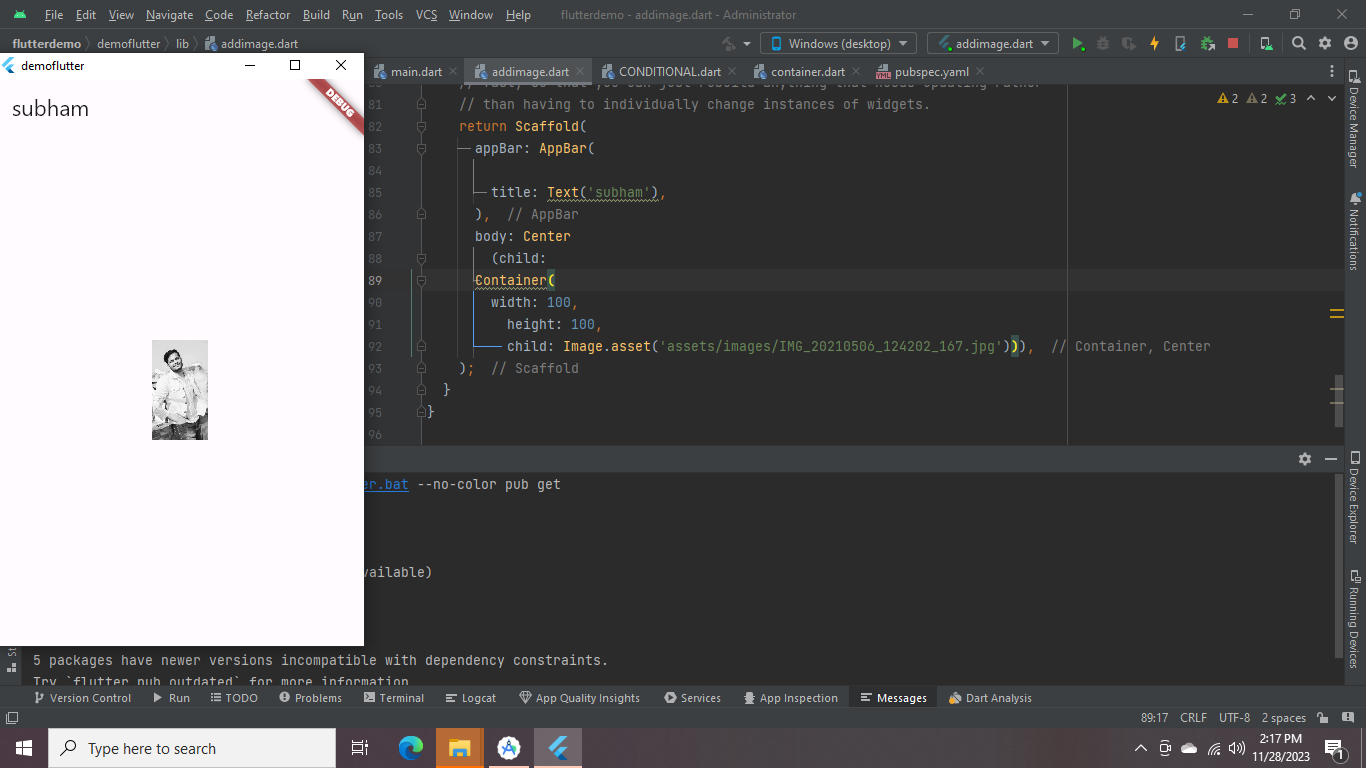 File Edit View Navigate Code Refactor Build Run Tools VCS Window Help flutterdemo - addimage.dart - Administrator
flutterdemo demoflutter lib addimage.dart Windows (desktop) addimage.dart
demoflutter
main.dart addimage.dart CONDITIONAL.dart container.dart pubspec.yaml
subham
DEBUG
2 2 3
81 // than having to individually change instances of widgets.
82 return Scaffold(
83 appBar: AppBar(
84
85 title: Text('subham'),
86 ), // AppBar
87 body: Center
88 (child:
89 Container(
90 width: 100,
91 height: 100,
92 child: Image.asset('assets/images/IMG_20210506_124202_167.jpg'))), // Container, Center
93 ); // Scaffold
94 }
95 }
96
Device Manager
Notifications
Device Explorer
Running Devices
er.bat --no-color pub get
vailable)
5 packages have newer versions incompatible with dependency constraints.
Try `flutter pub outdated` for more information
Version Control Run TODO Problems Terminal Logcat App Quality Insights Services App Inspection Messages Dart Analysis
89:17 CRLF UTF-8 2 spaces
Type here to search
2:17 PM
11/28/2023
1